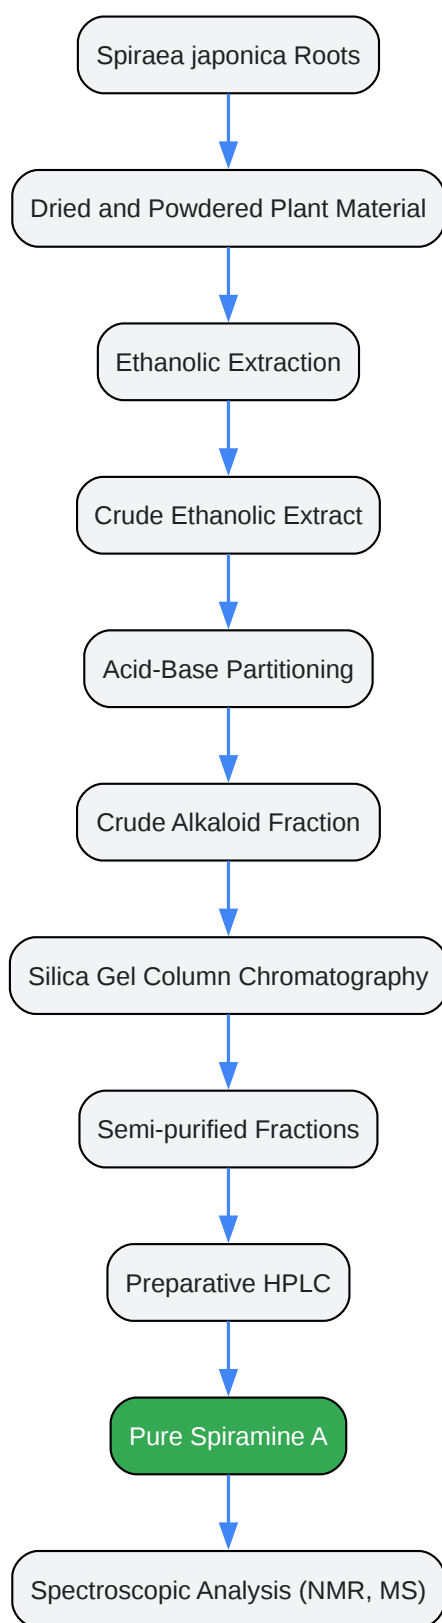 Spiraea japonica Roots
Dried and Powdered Plant Material
Ethanolic Extraction
Crude Ethanolic Extract
Acid-Base Partitioning
Crude Alkaloid Fraction
Silica Gel Column Chromatography
Semi-purified Fractions
Preparative HPLC
Pure Spiramine A
Spectroscopic Analysis (NMR, MS)